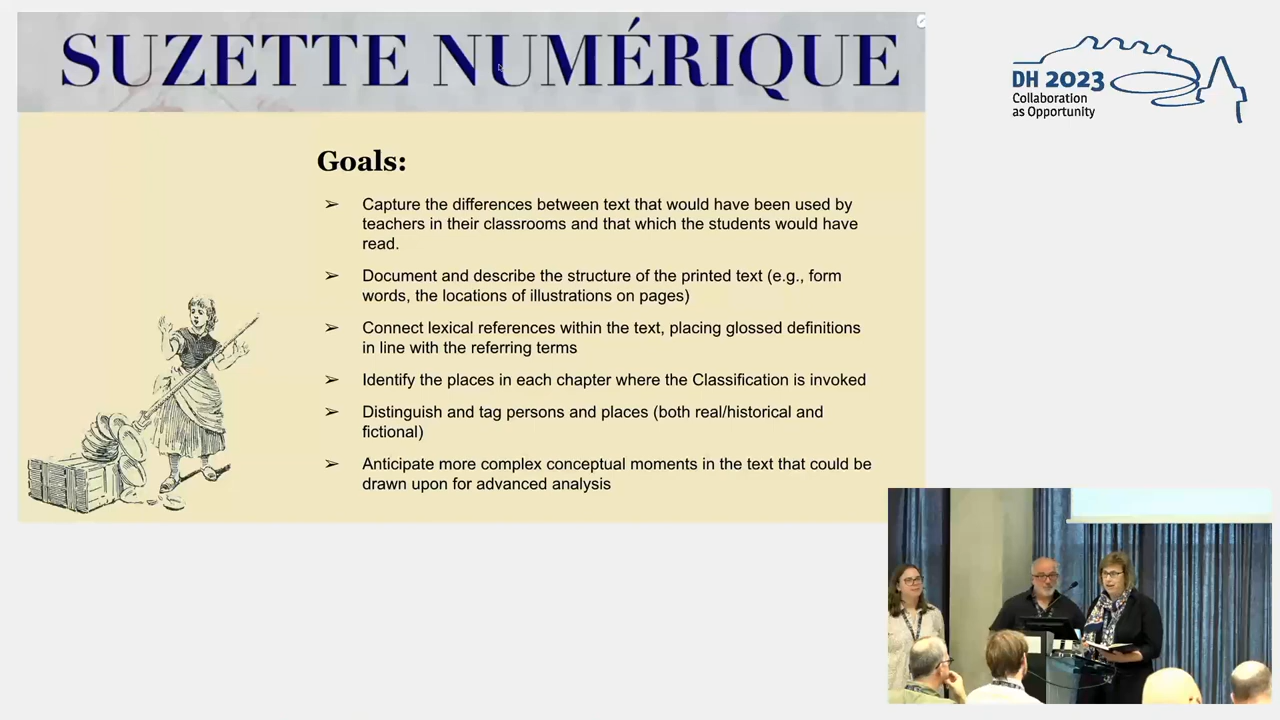 SUZETTE NUMÉRIQUE
DH 2023
Collaboration
as Opportunity
Goals:
➢ Capture the differences between text that would have been used by
teachers in their classrooms and that which the students would have
read.
➢ Document and describe the structure of the printed text (e.g., form
words, the locations of illustrations on pages)
➢ Connect lexical references within the text, placing glossed definitions
in line with the referring terms
➢ Identify the places in each chapter where the Classification is invoked
➢ Distinguish and tag persons and places (both real/historical and
fictional)
➢ Anticipate more complex conceptual moments in the text that could be
drawn upon for advanced analysis